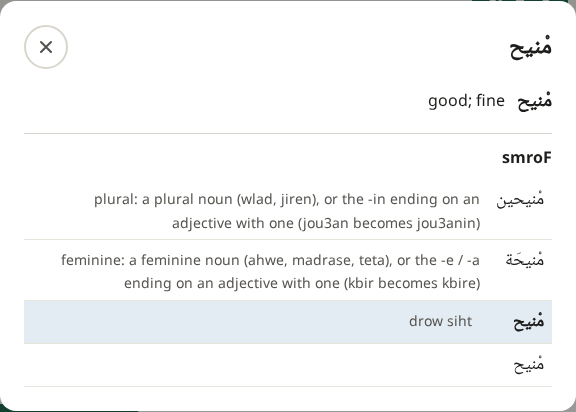 مْنيح
مْنيح good; fine
smroF
مْنيحين plural: a plural noun (wlad, jiren), or the -in ending on an
adjective with one (jou3an becomes jou3anin)
مْنيحَة feminine: a feminine noun (ahwe, madrase, teta), or the -e / -a
ending on an adjective with one (kbir becomes kbire)
مْنيح drow siht
مْنيح